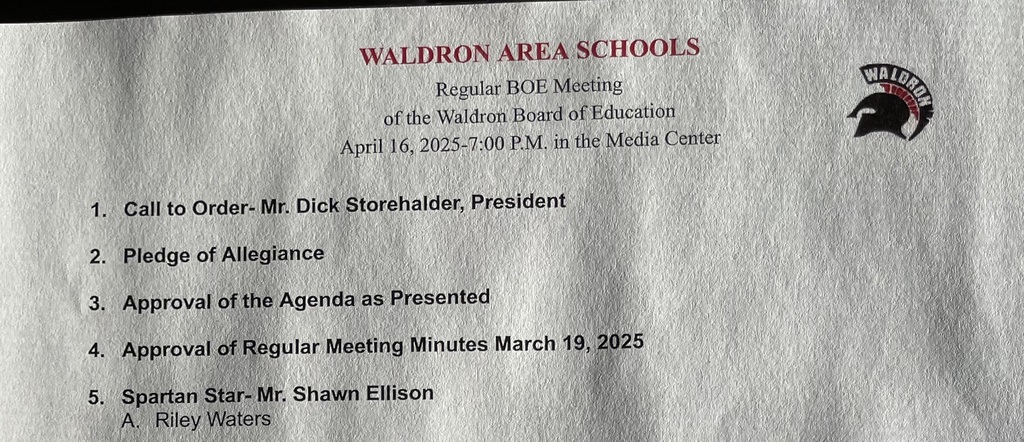 WALDRON AREA SCHOOLS
Regular BOE Meeting
of the Waldron Board of Education
April 16, 2025-7:00 P.M. in the Media Center
WALDRON
1. Call to Order- Mr. Dick Storehalder, President
2. Pledge of Allegiance
3. Approval of the Agenda as Presented
4. Approval of Regular Meeting Minutes March 19, 2025
5. Spartan Star- Mr. Shawn Ellison
A. Riley Waters